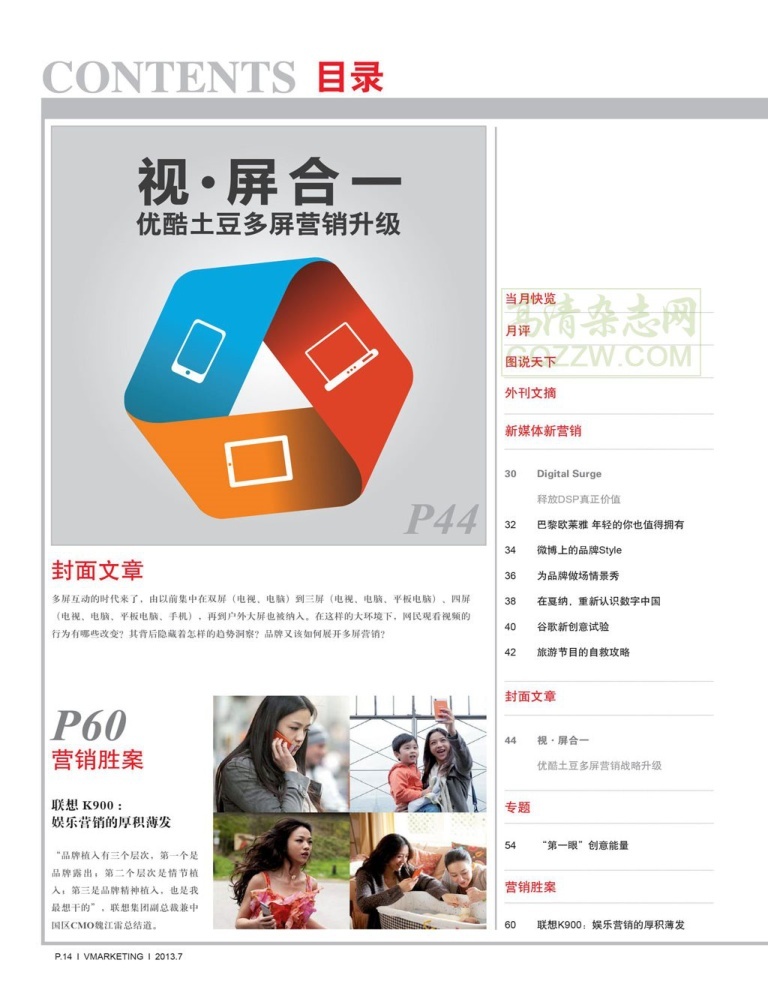 CONTENTS 目录
视·屏合一
优酷土豆多屏营销升级
P44
封面文章
多屏互动的时代来了，由以前集中在双屏（电视、电脑）到三屏（电视、电脑、平板电脑）、四屏
（电视、电脑、平板电脑、手机），再到户外大屏也被纳入。在这样的大环境下，网民观看视频的
行为有哪些改变？其背后隐藏着怎样的趋势洞察？品牌又该如何展开多屏营销？
P60
营销胜案
联想 K900：
娱乐营销的厚积薄发
“品牌植入有三个层次，第一个是
品牌露出；第二个层次是情节植
入；第三是品牌精神植入，也是我
最想干的”，联想集团副总裁兼中
国区CMO魏江雷总结道。
当月快览
月评
图说天下
外刊文摘
新媒体新营销
30 Digital Surge
释放DSP真正价值
32 巴黎欧莱雅 年轻的你也值得拥有
34 微博上的品牌Style
36 为品牌做场情景秀
38 在戛纳，重新认识数字中国
40 谷歌新创意试验
42 旅游节目的自救攻略
封面文章
44 视·屏合一
优酷土豆多屏营销战略升级
专题
54 “第一眼”创意能量
营销胜案
60 联想K900：娱乐营销的厚积薄发
高清杂志网
GQZZW.COM
P.14 I VMARKETING I 2013.7